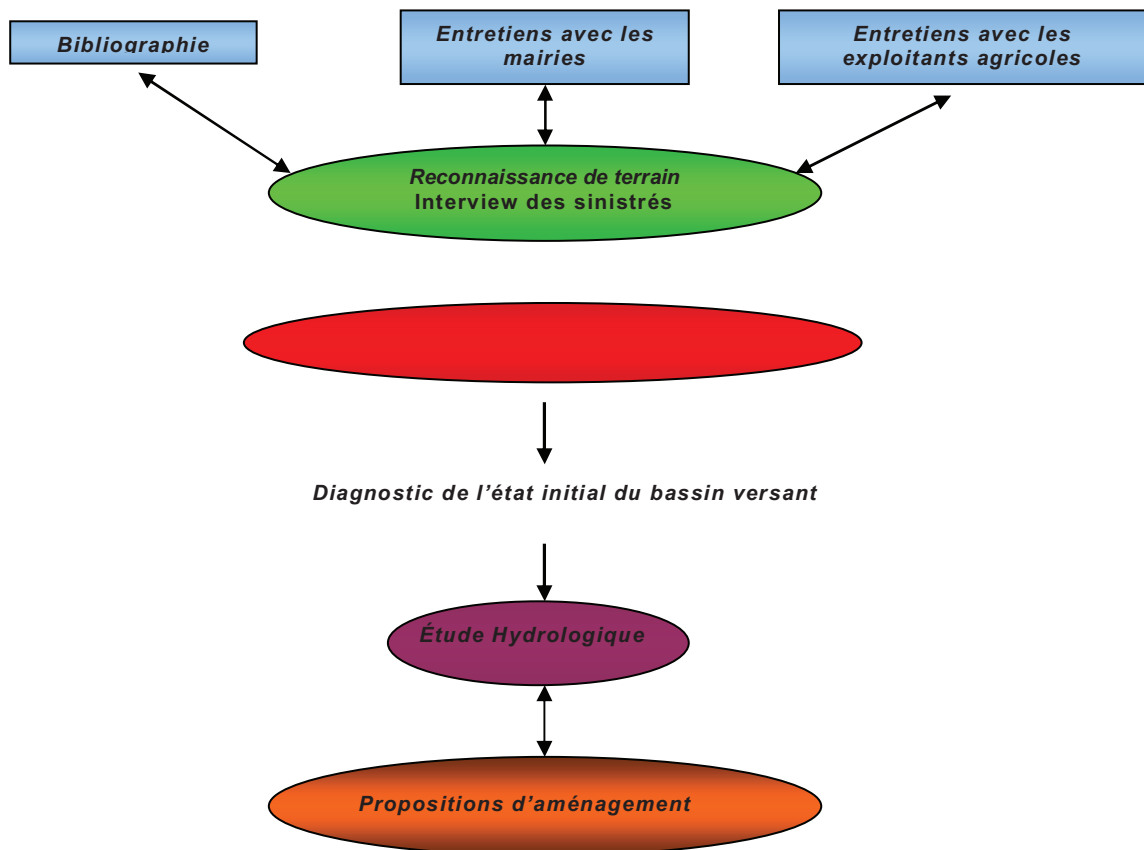 Bibliographie
Entretiens avec les
mairies
Entretiens avec les
exploitants agricoles
Reconnaissance de terrain
Interview des sinistrés
Diagnostic de l’état initial du bassin versant
Étude Hydrologique
Propositions d’aménagement